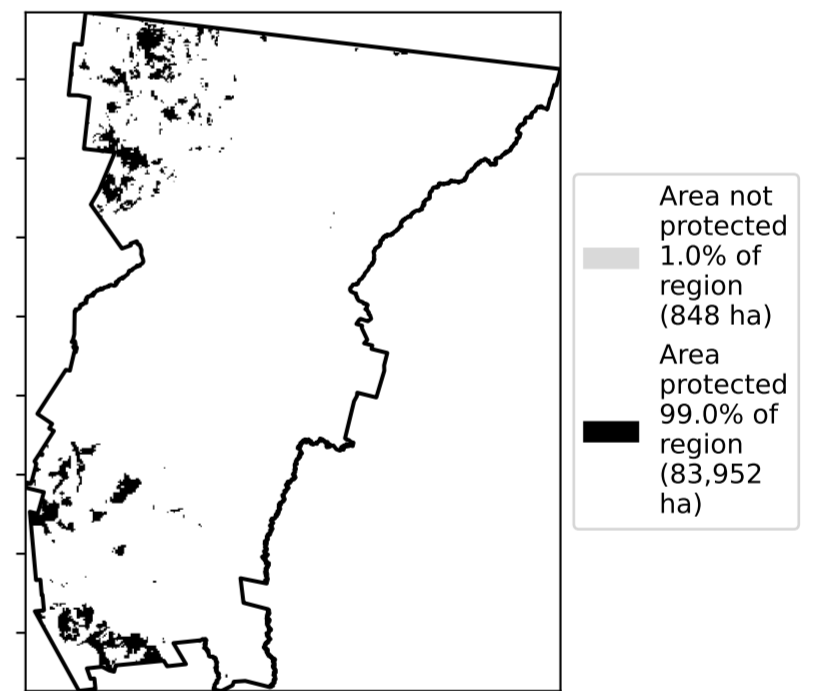 Area not
protected
1.0% of
region
(848 ha)
Area
protected
99.0% of
region
(83,952
ha)